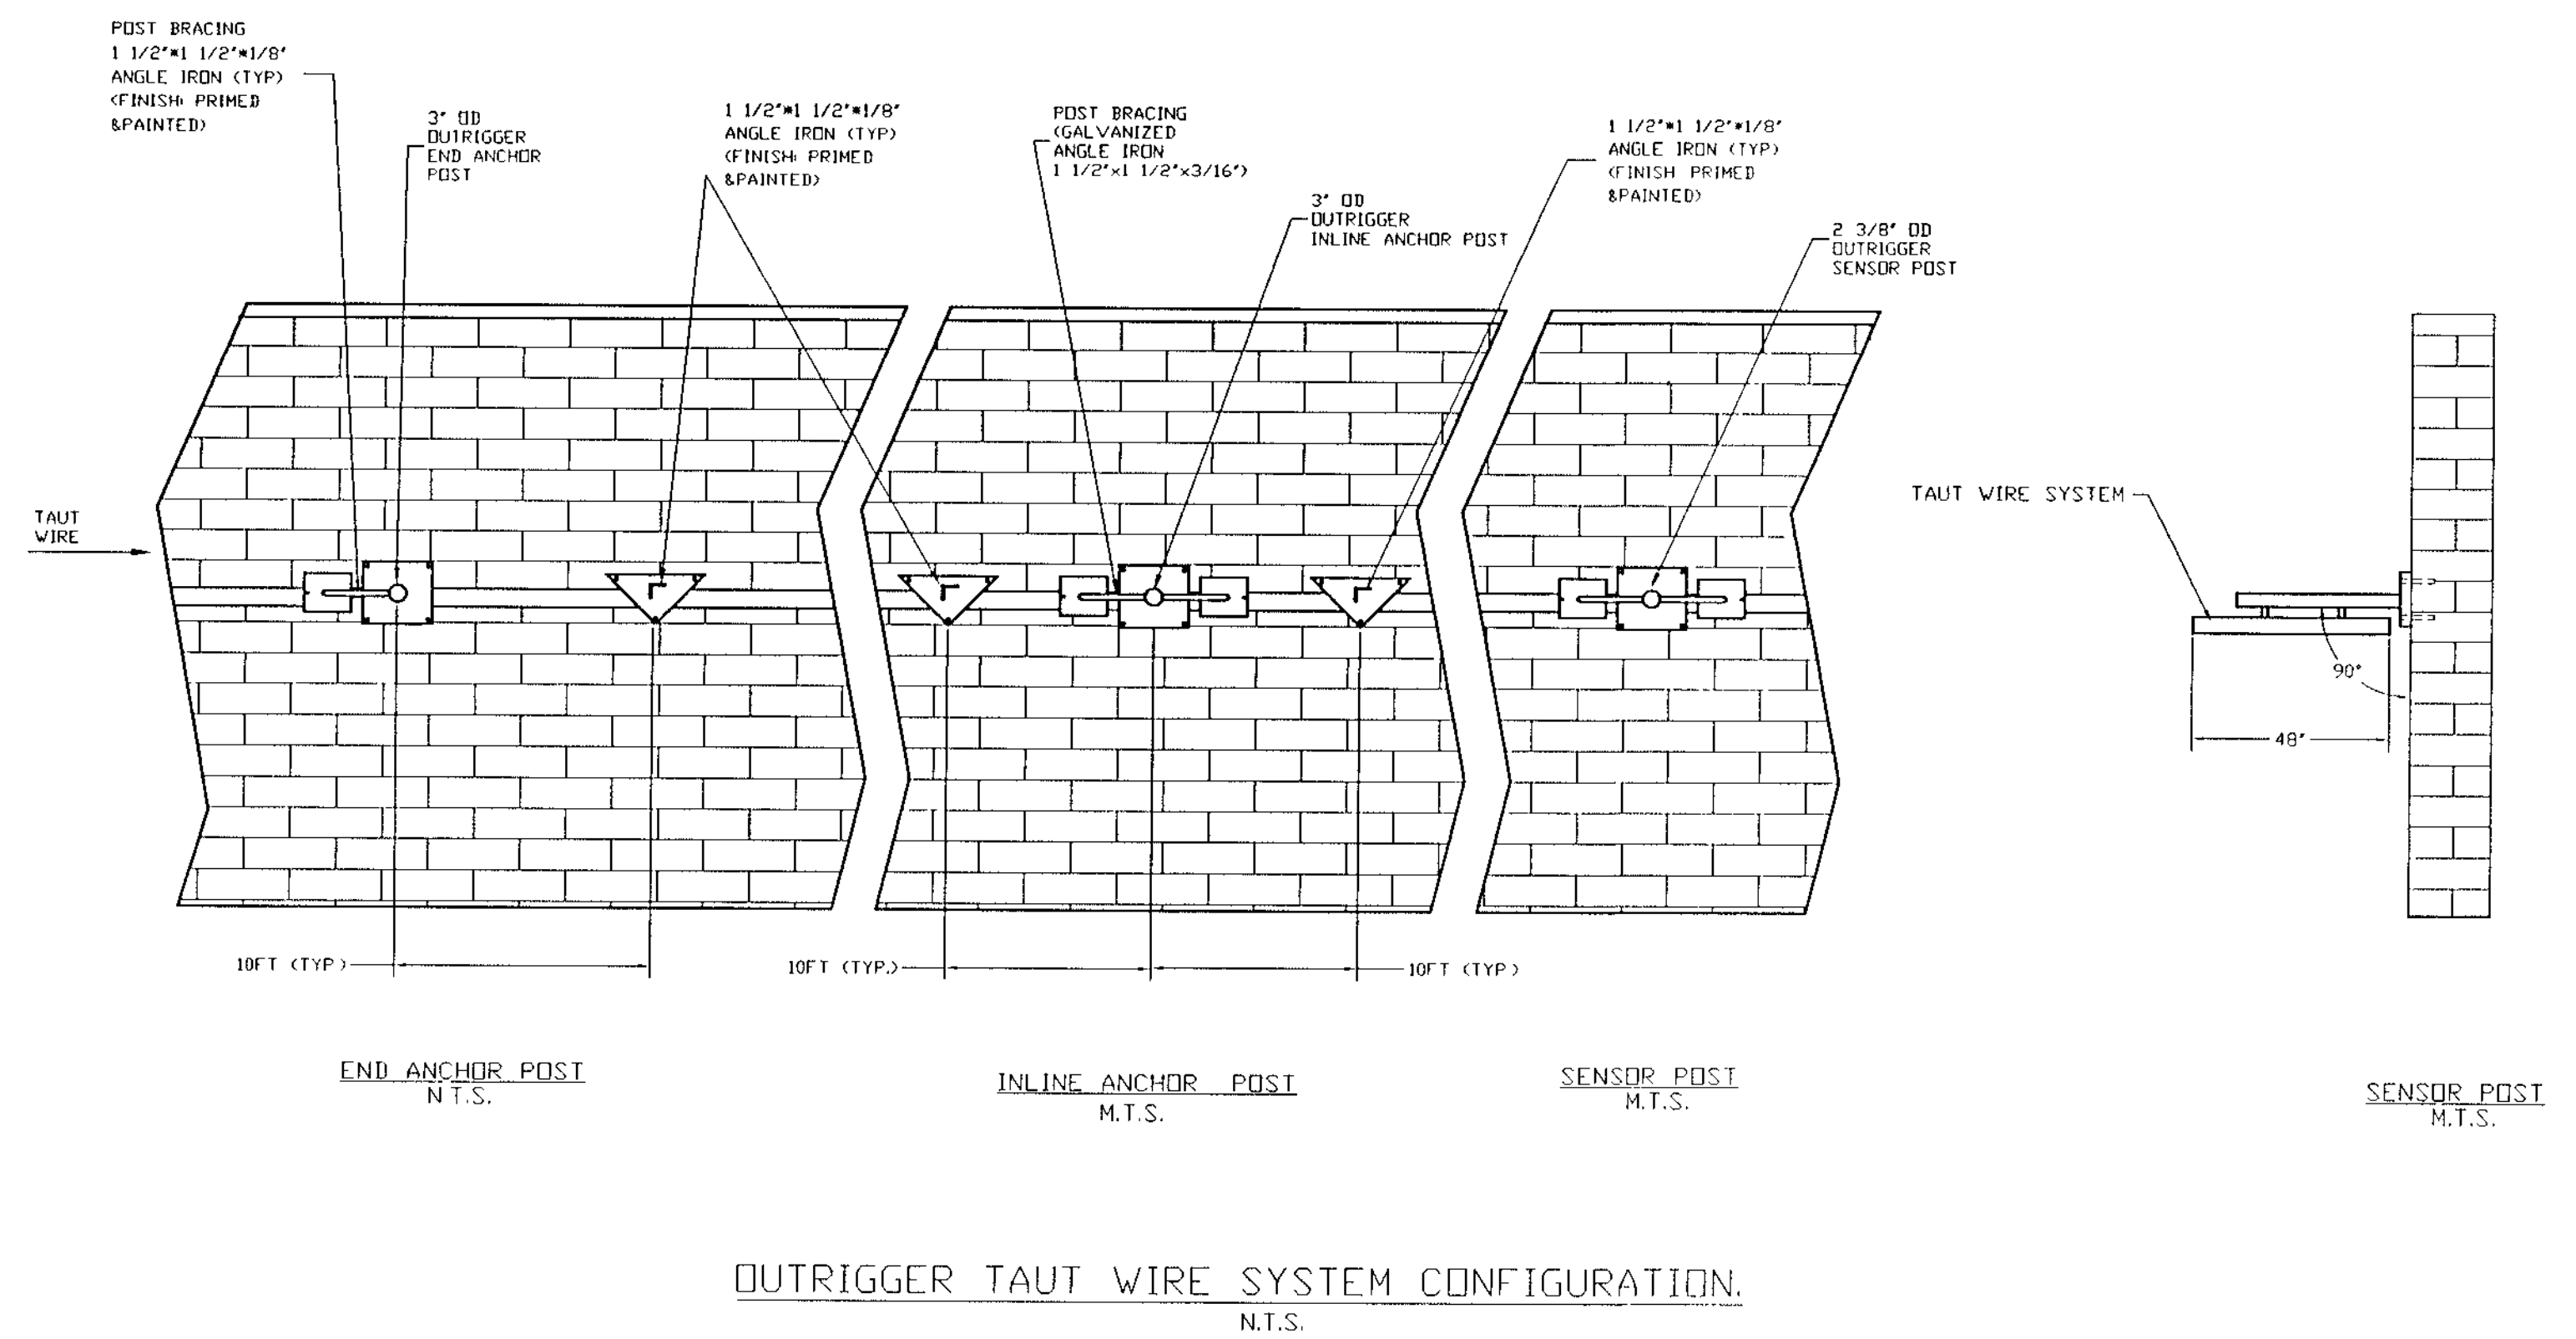 POST BRACING
1 1/2"*1 1/2"*1/8"
ANGLE IRON (TYP)
(FINISH: PRIMED
&PAINTED)
3" OD
OUTRIGGER
END ANCHOR
POST
1 1/2"*1 1/2"*1/8"
ANGLE IRON (TYP)
(FINISH: PRIMED
&PAINTED)
POST BRACING
(GALVANIZED
ANGLE IRON
1 1/2"x1 1/2"x3/16")
3" OD
OUTRIGGER
INLINE ANCHOR POST
1 1/2"*1 1/2"*1/8"
ANGLE IRON (TYP)
(FINISH PRIMED
&PAINTED)
2 3/8" OD
OUTRIGGER
SENSOR POST
TAUT
WIRE
TAUT WIRE SYSTEM
90°
48"
10FT (TYP)
10FT (TYP.)
10FT (TYP)
END ANCHOR POST
N T.S.
INLINE ANCHOR POST
M.T.S.
SENSOR POST
M.T.S.
SENSOR POST
M.T.S.
OUTRIGGER TAUT WIRE SYSTEM CONFIGURATION.
N.T.S.